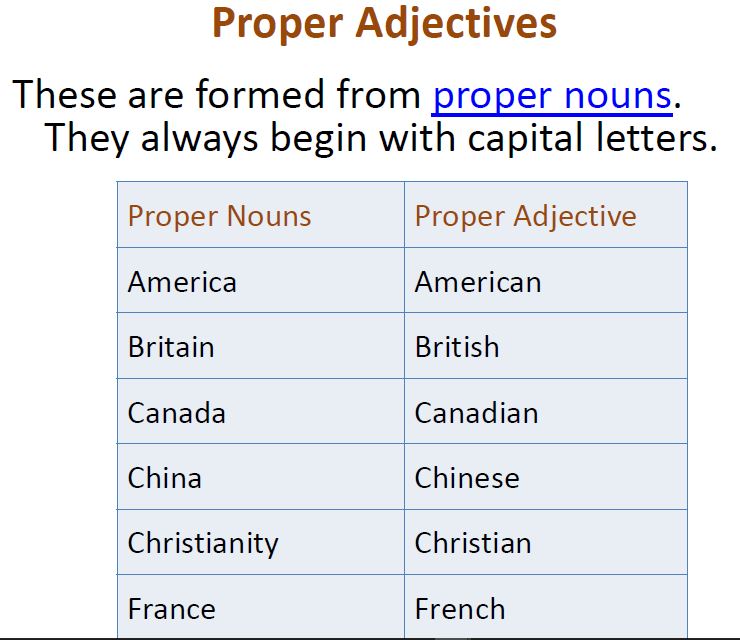 Proper Adjectives
These are formed from proper nuns.
They always begin with capital letters.
Proper Nouns Proper Adjective
America American
Britain British
Canada Canadian
China Chinese
Christianity Christian
France French